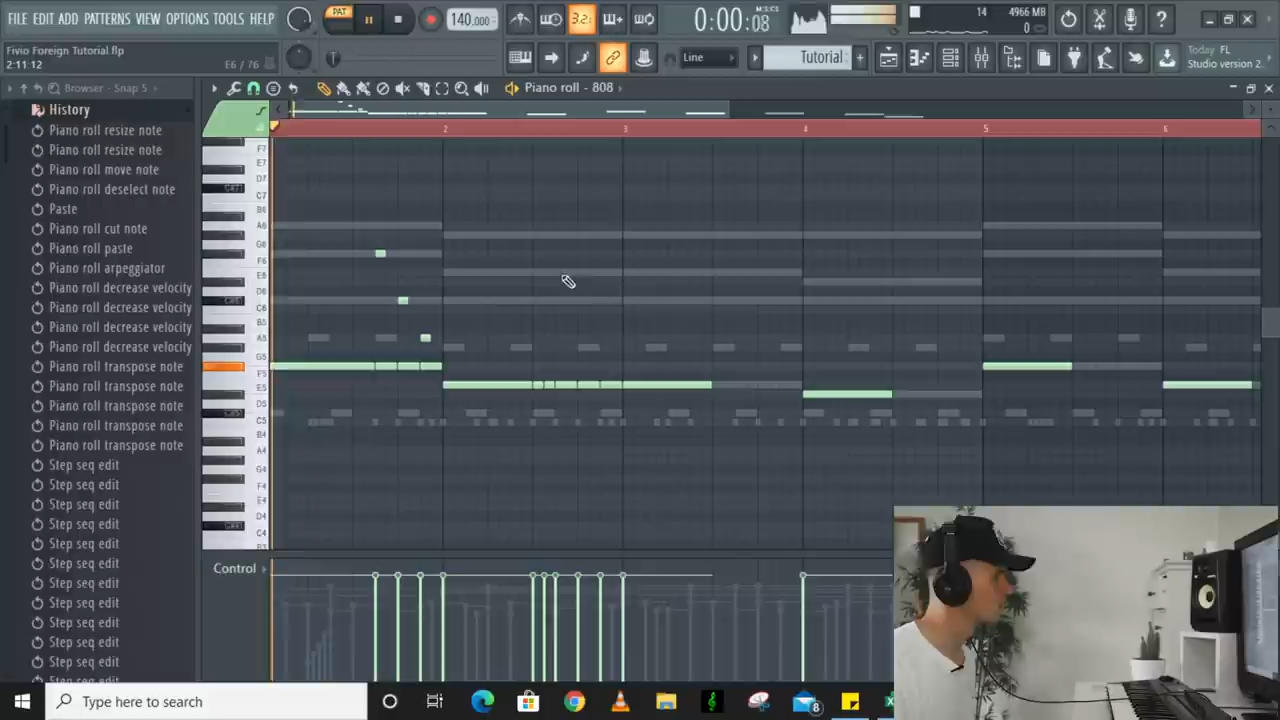 FILE EDIT ADD PATTERNS VIEW OPTIONS TOOLS HELP
PAT
140.000
3.2
0:00:08
M:S:CS
14
4966 MB
0
Fivio Foreign Tutorial.flp
2:11:12
E6 / 76
Line
Tutorial
Today FL
Studio version 2.
Browser - Snap 5
Piano roll - 808
History
Piano roll resize note
Piano roll resize note
Piano roll move note
Piano roll deselect note
Paste
Piano roll cut note
Piano roll paste
Piano roll arpeggiator
Piano roll decrease velocity
Piano roll decrease velocity
Piano roll decrease velocity
Piano roll decrease velocity
Piano roll transpose note
Piano roll transpose note
Piano roll transpose note
Piano roll transpose note
Piano roll transpose note
Step seq edit
Step seq edit
Step seq edit
Step seq edit
Step seq edit
Step seq edit
Step seq edit
Step seq edit
Step seq edit
Step seq edit
Step seq edit
2
3
4
5
6
F7
E7
D7
C7
B6
A6
G6
F6
E6
D6
C6
B5
A5
G5
F5
E5
D5
C5
B4
A4
G4
F4
E4
D4
C4
Control
Type here to search
8